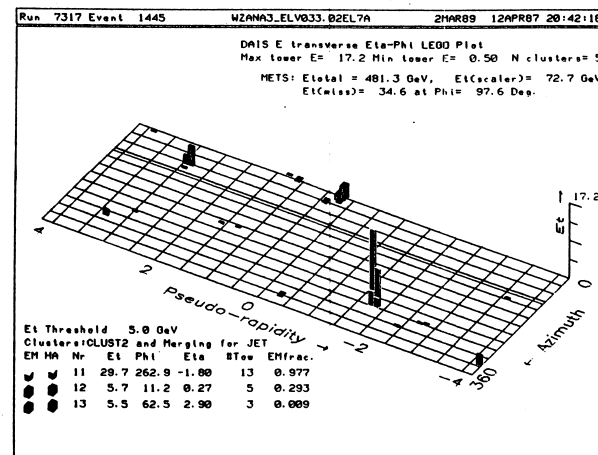 Run 7317 Event 1445 WZANA3_ELV033.02EL7A 2MAR89 12APR87 20:42:18
DAIS E transverse Eta-Phi LEGO Plot
Max tower E= 17.2 Min tower E= 0.50 N clusters= 5
METS: Etotal = 481.3 GeV, Et(scaler)= 72.7 GeV
Et(miss)= 34.6 at Phi= 97.6 Deg.
17.2
Et →
0
4
2
0
-2
-4
360
Pseudo-rapidity →
← Azimuth
Et Threshold 5.0 GeV
Clusters:CLUST2 and Merging for JET
EM HA Nr Et Phi Eta #Tow EMfrac.
11 29.7 262.9 -1.80 13 0.977
12 5.7 11.2 0.27 5 0.293
13 5.5 62.5 2.90 3 0.009